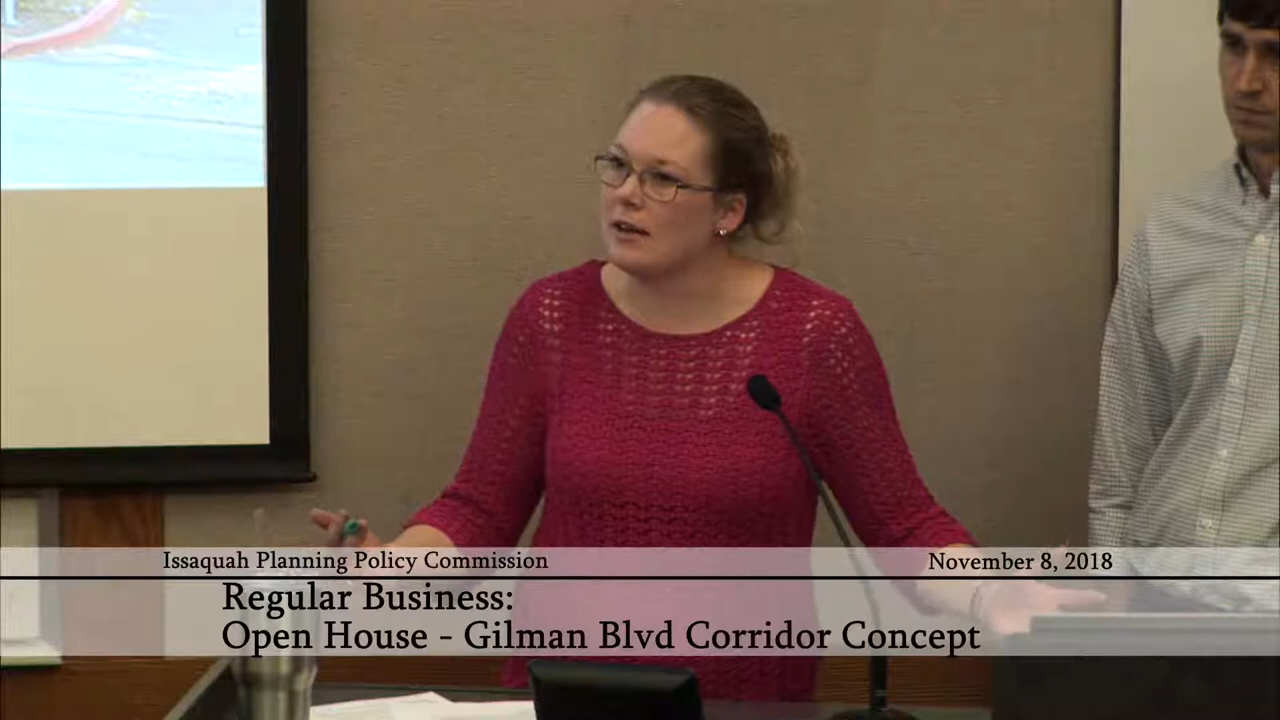 Issaquah Planning Policy Commission
November 8, 2018
Regular Business:
Open House - Gilman Blvd Corridor Concept